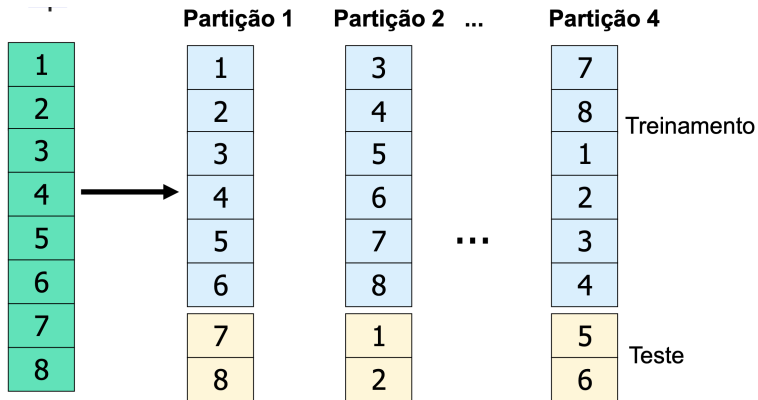 Partição 1 Partição 2 ... Partição 4
1 1 3 7
2 2 4 8
Treinamento
3 3 5 1
4 4 6 2
5 5 7 3
...
6 6 8 4
7 7 1 5
Teste
8 8 2 6